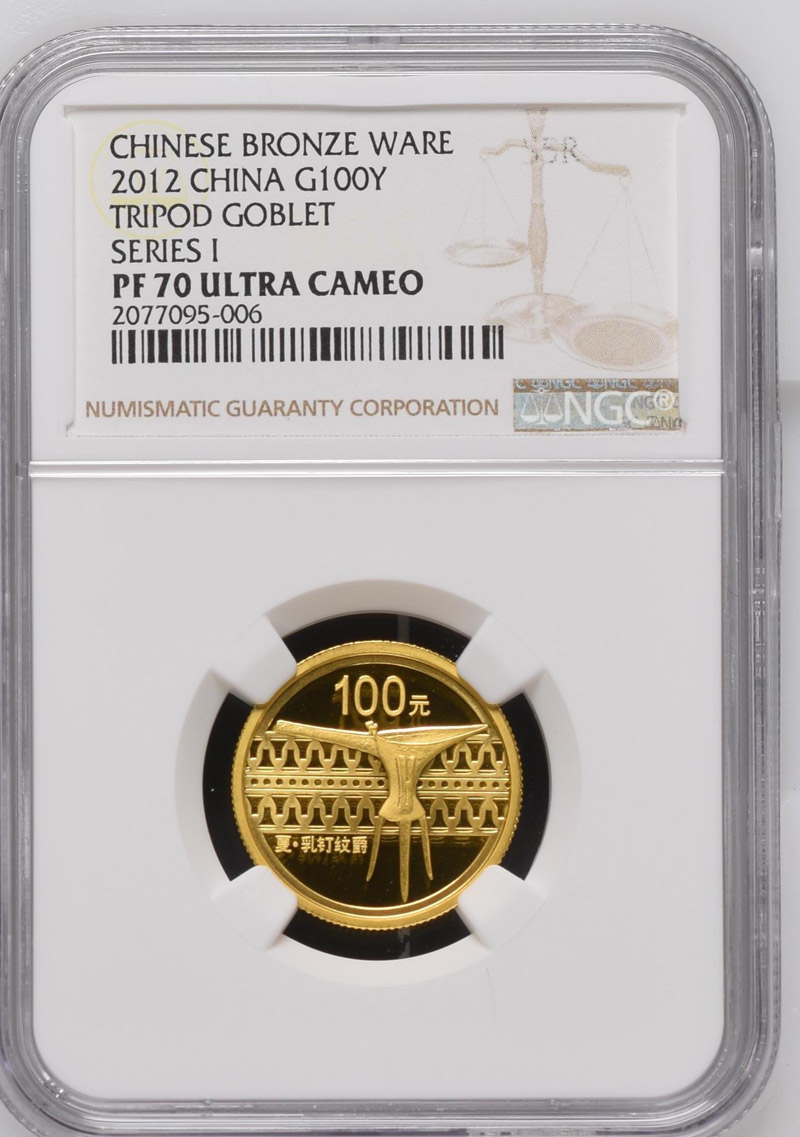 CHINESE BRONZE WARE
2012 CHINA G100Y
TRIPOD GOBLET
SERIES I
PF 70 ULTRA CAMEO
2077095-006
NUMISMATIC GUARANTY CORPORATION
NGC®
100元
夏·乳钉纹爵